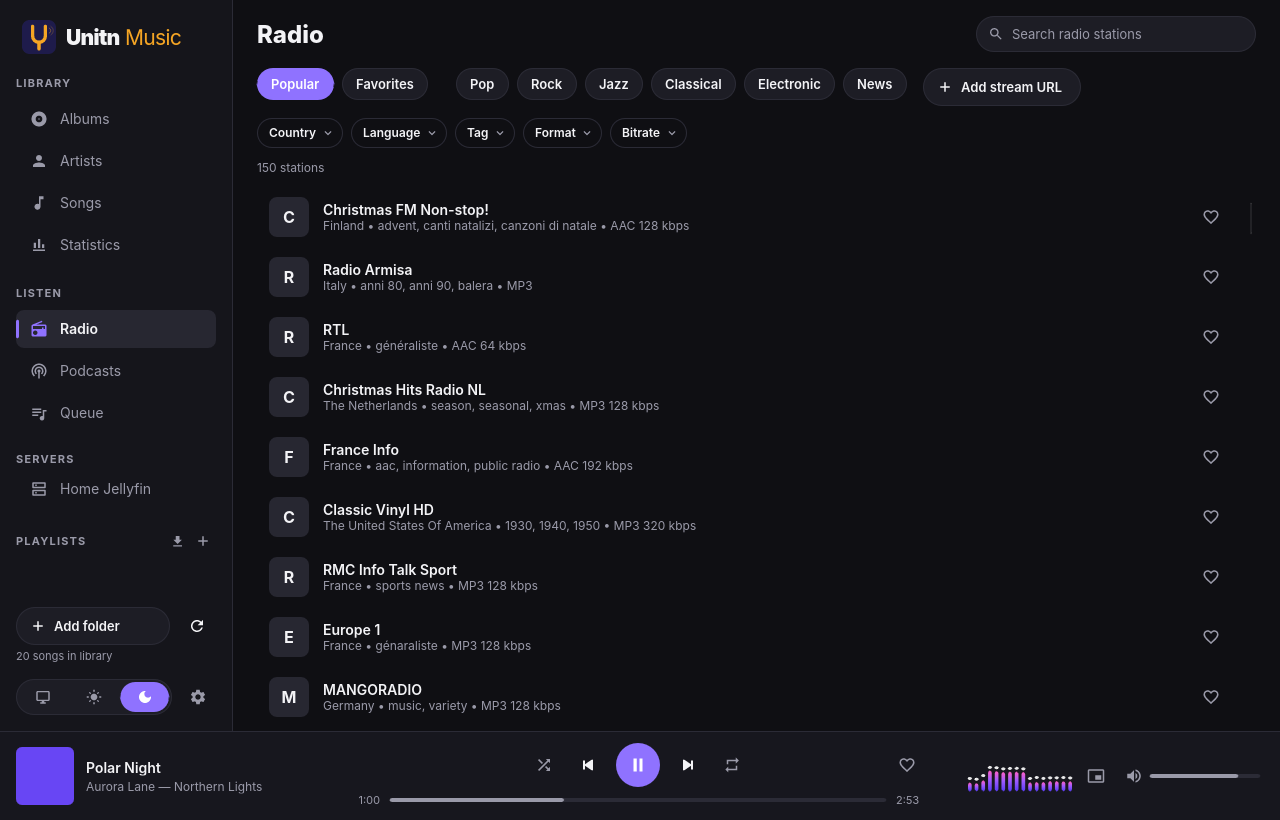 Unitn Music
LIBRARY
Albums
Artists
Songs
Statistics
LISTEN
Radio
Podcasts
Queue
SERVERS
Home Jellyfin
PLAYLISTS
Add folder
20 songs in library
Radio
Search radio stations
Popular
Favorites
Pop
Rock
Jazz
Classical
Electronic
News
Add stream URL
Country
Language
Tag
Format
Bitrate
150 stations
C
Christmas FM Non-stop!
Finland • advent, canti natalizi, canzoni di natale • AAC 128 kbps
R
Radio Armisa
Italy • anni 80, anni 90, balera • MP3
R
RTL
France • généraliste • AAC 64 kbps
C
Christmas Hits Radio NL
The Netherlands • season, seasonal, xmas • MP3 128 kbps
F
France Info
France • aac, information, public radio • AAC 192 kbps
C
Classic Vinyl HD
The United States Of America • 1930, 1940, 1950 • MP3 320 kbps
R
RMC Info Talk Sport
France • sports news • MP3 128 kbps
E
Europe 1
France • génaraliste • MP3 128 kbps
M
MANGORADIO
Germany • music, variety • MP3 128 kbps
Polar Night
Aurora Lane — Northern Lights
1:00
2:53